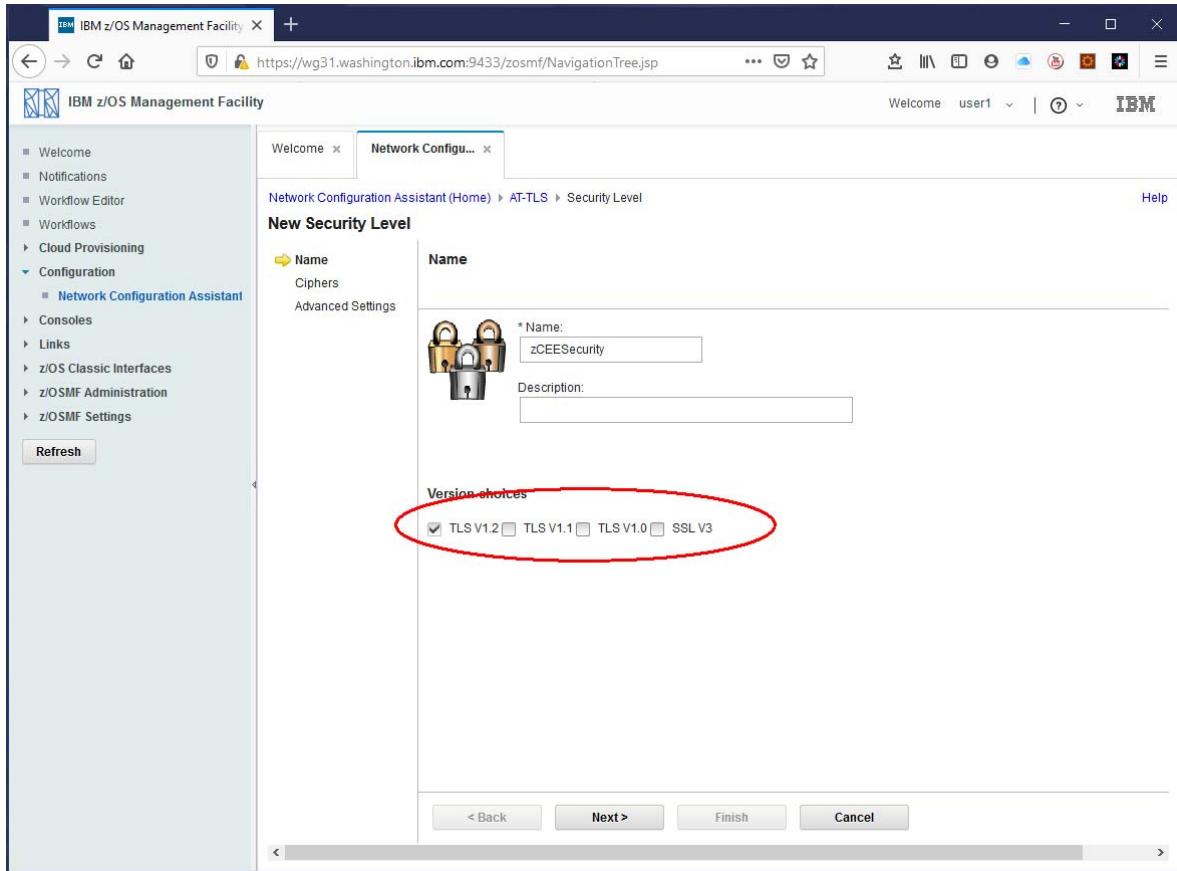 IBM IBM z/OS Management Facility
https://wg31.washington.ibm.com:9433/zosmf/NavigationTree.jsp
IBM z/OS Management Facility
Welcome user1
IBM
Welcome
Notifications
Workflow Editor
Workflows
Cloud Provisioning
Configuration
Network Configuration Assistant
Consoles
Links
z/OS Classic Interfaces
z/OSMF Administration
z/OSMF Settings
Refresh
Welcome Network Configu...
Network Configuration Assistant (Home) AT-TLS Security Level Help
New Security Level
Name
Ciphers
Advanced Settings
Name
* Name:
zCEESecurity
Description:
Version choices
TLS V1.2 TLS V1.1 TLS V1.0 SSL V3
< Back Next > Finish Cancel